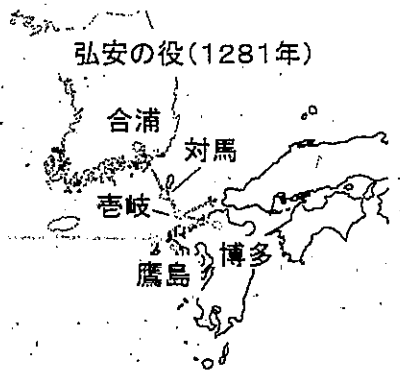 弘安の役(1281年)
合浦
対馬
壱岐
博多
鷹島